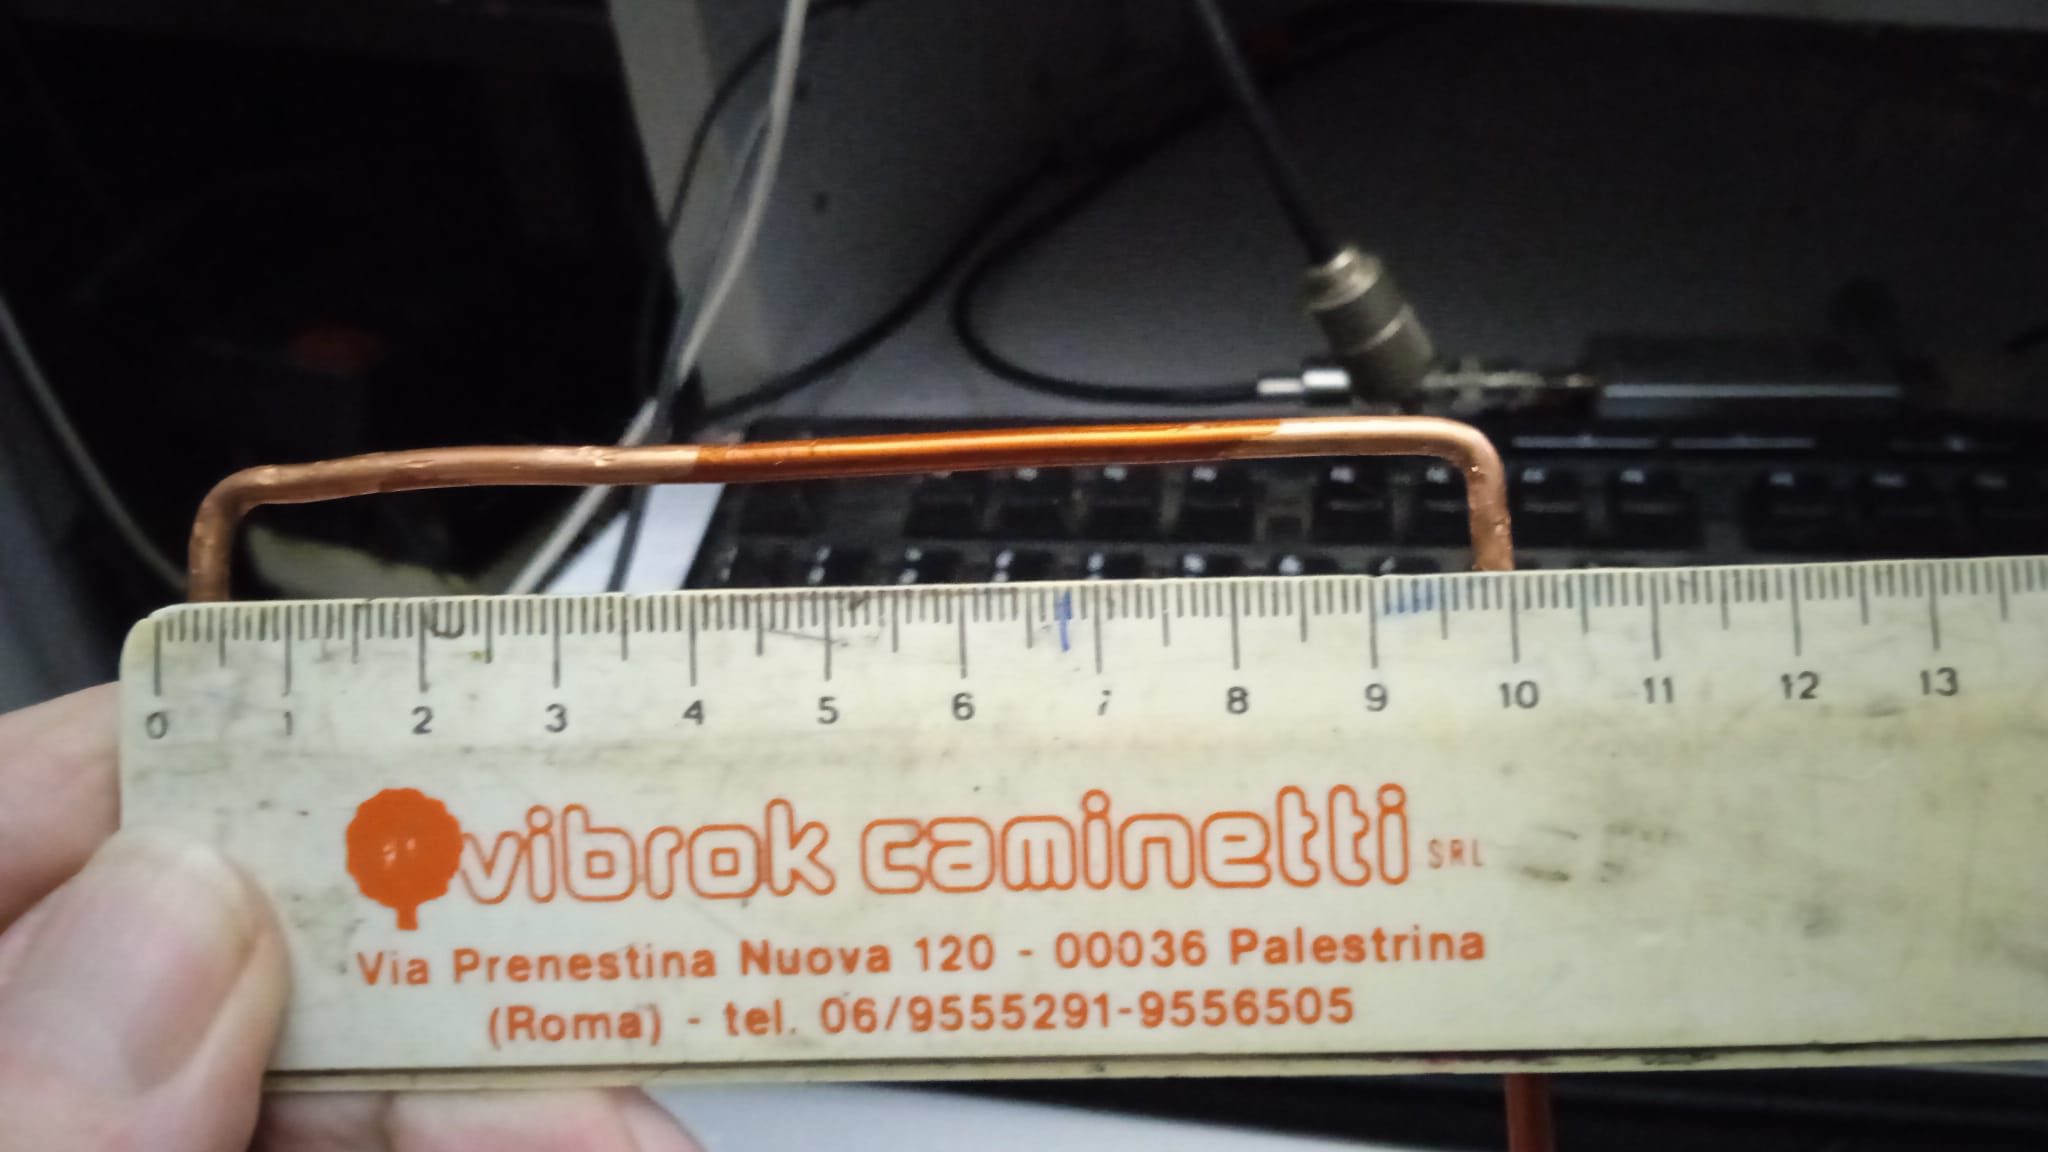 0 1 2 3 4 5 6 7 8 9 10 11 12 13
vibrok caminetti SRL
Via Prenestina Nuova 120 - 00036 Palestrina
(Roma) - tel. 06/9555291-9556505